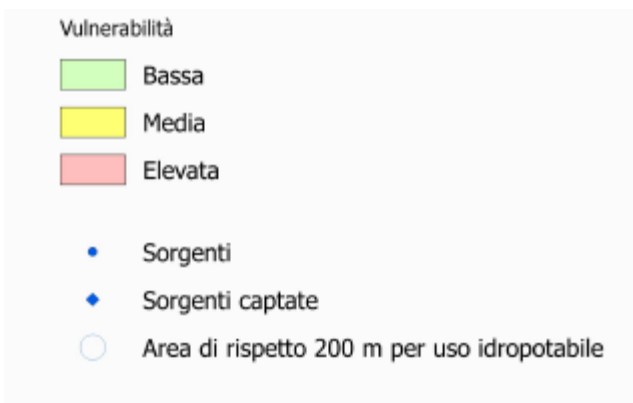 Vulnerabilità
Bassa
Media
Elevata
Sorgenti
Sorgenti captate
Area di rispetto 200 m per uso idropotabile